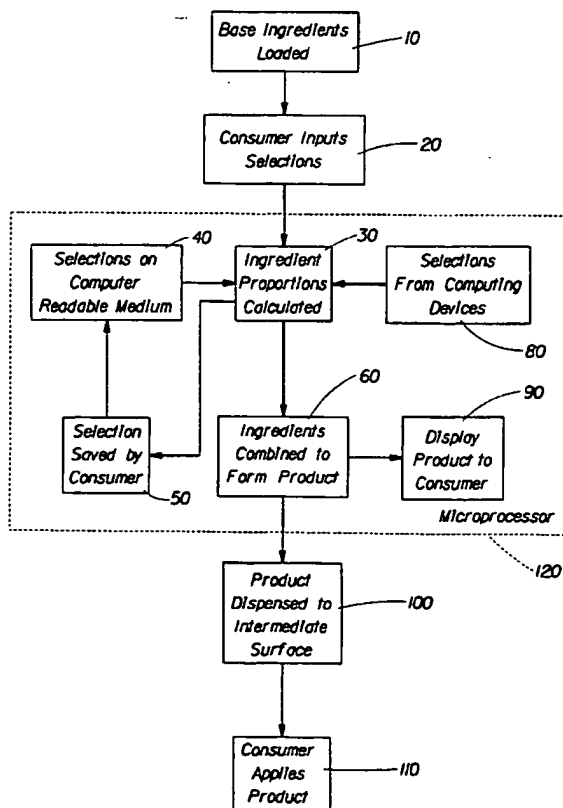 Base Ingredients
Loaded
10
Consumer Inputs
Selections
20
40
30
Selections on
Computer
Readable Medium
Ingredient
Proportions
Calculated
Selections
From Computing
Devices
80
60
90
Selection
Saved by
Consumer
50
Ingredients
Combined to
Form Product
Display
Product to
Consumer
Microprocessor
120
Product
Dispensed to
Intermediate
Surface
100
Consumer
Applies
Product
110